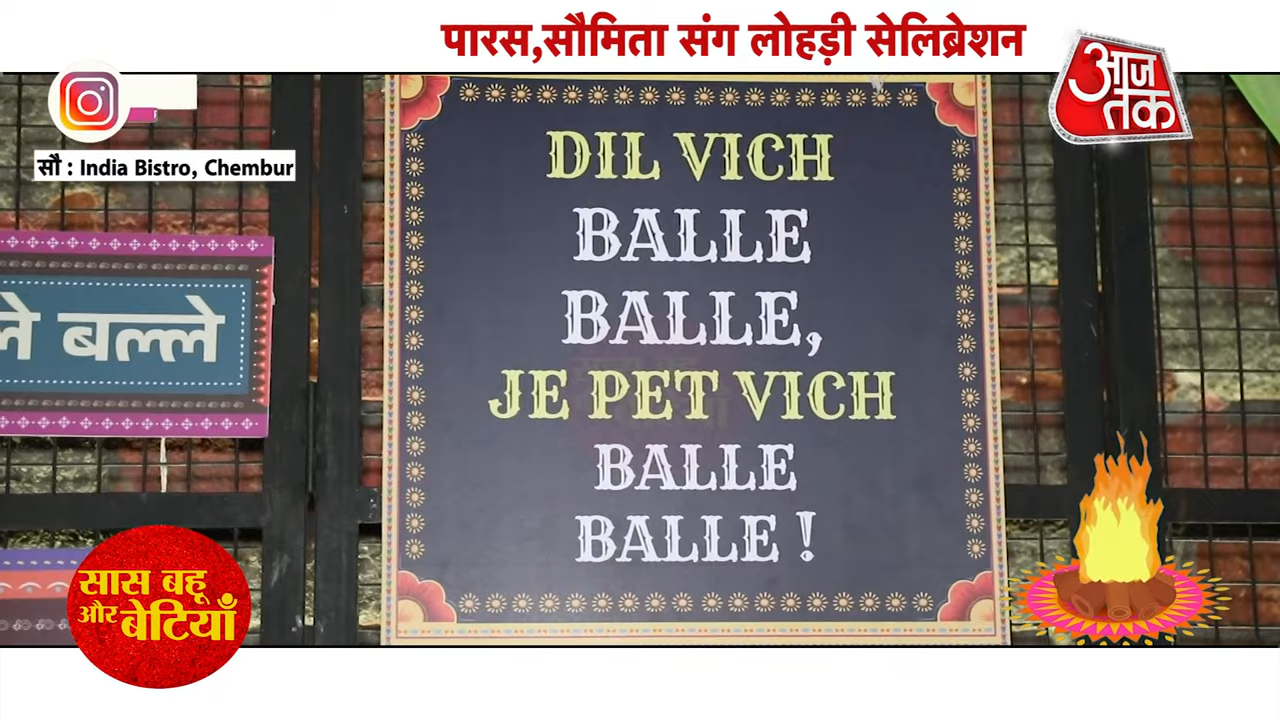 पारस,सौमिता संग लोहड़ी सेलिब्रेशन
आज
तक
सौ : India Bistro, Chembur
DIL VICH
BALLE
BALLE,
JE PET VICH
BALLE
BALLE !
बल्ले
सास बहू
और बेटियाँ